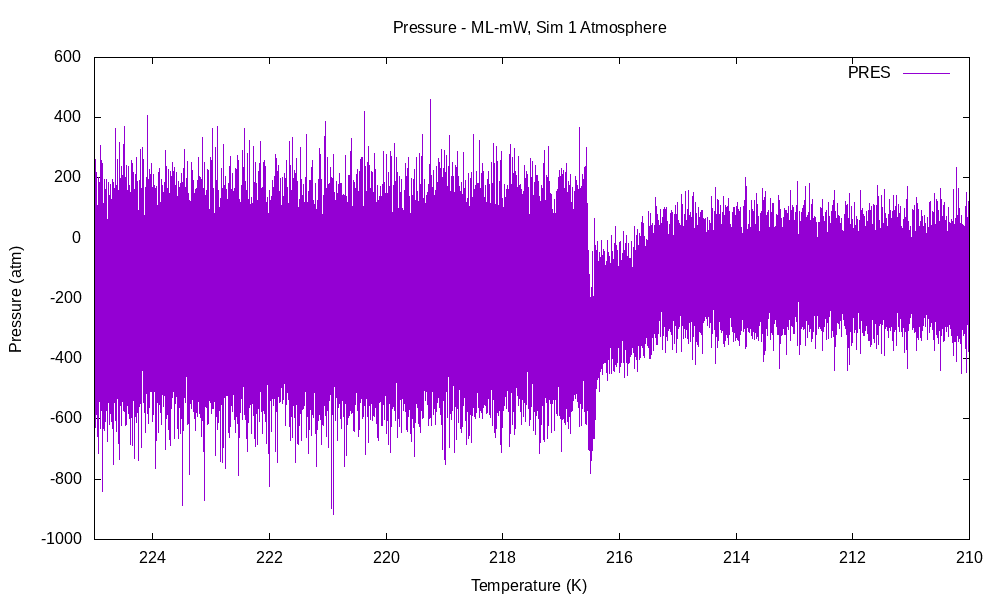 Pressure - ML-mW, Sim 1 Atmosphere
PRES
600
400
200
0
-200
-400
-600
-800
-1000
Pressure (atm)
224 222 220 218 216 214 212 210
Temperature (K)